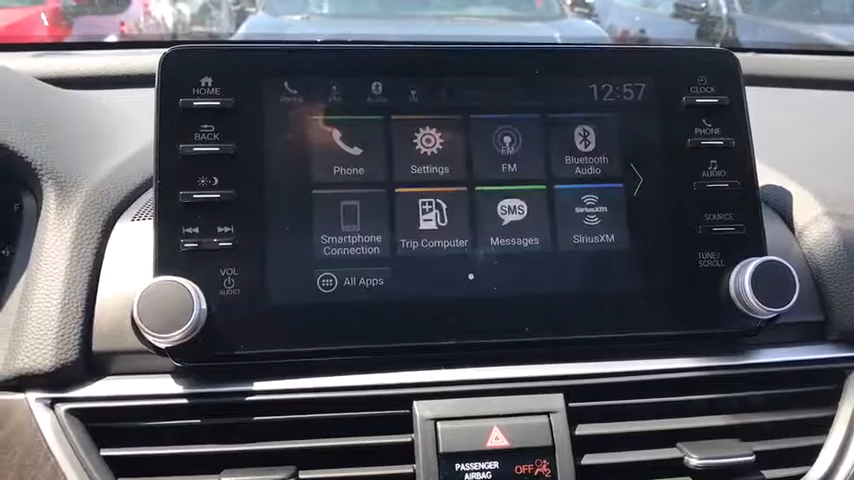 HOME
12:57
CLOCK
BACK
PHONE
Phone
Settings
FM
FM
Bluetooth
Audio
AUDIO
Smartphone
Connection
Trip Computer
SMS
Messages
SiriusXM
SiriusXM
SOURCE
VOL
AUDIO
All Apps
TUNE
SCROLL
PASSENGER
AIRBAG
OFF